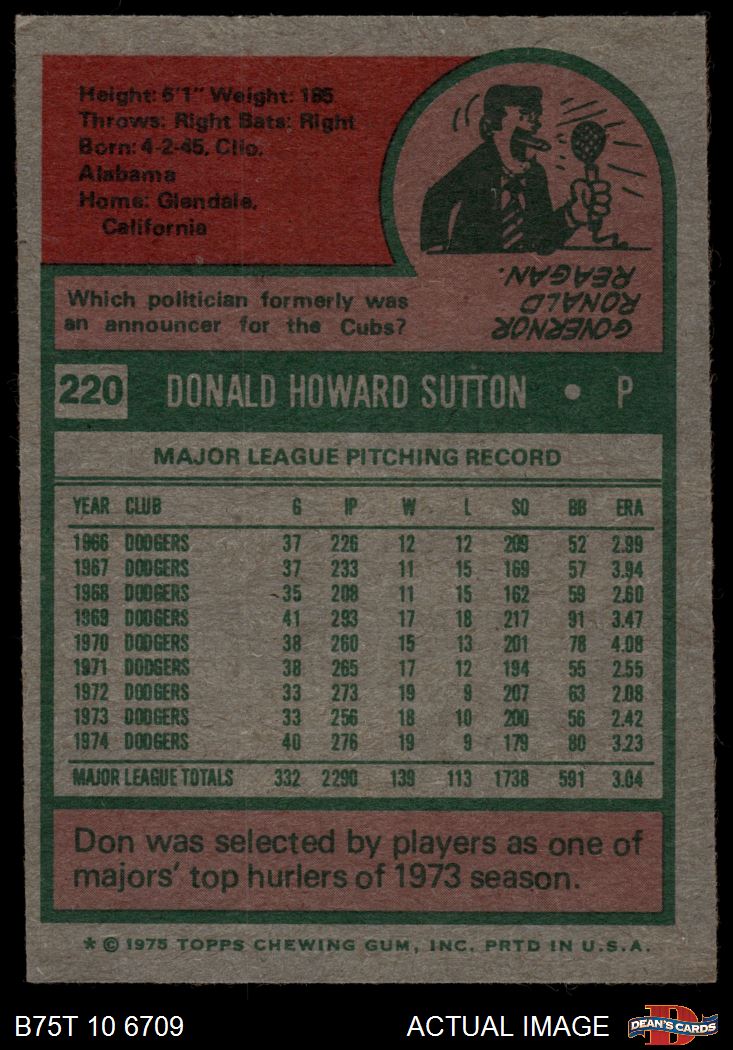 Height: 6'1" Weight: 185
Throws: Right Bats: Right
Born: 4-2-45, Clio,
Alabama
Home: Glendale,
California
Which politician formerly was
an announcer for the Cubs?
GOVERNOR
RONALD
REAGAN.
220 DONALD HOWARD SUTTON • P
MAJOR LEAGUE PITCHING RECORD
YEAR CLUB G IP W L SO BB ERA
1966 DODGERS 37 226 12 12 209 52 2.99
1967 DODGERS 37 233 11 15 169 57 3.94
1968 DODGERS 35 208 11 15 162 59 2.60
1969 DODGERS 41 293 17 18 217 91 3.47
1970 DODGERS 38 260 15 13 201 78 4.08
1971 DODGERS 38 265 17 12 194 55 2.55
1972 DODGERS 33 273 19 9 207 63 2.08
1973 DODGERS 33 256 18 10 200 56 2.42
1974 DODGERS 40 276 19 9 179 80 3.23
MAJOR LEAGUE TOTALS 332 2290 139 113 1738 591 3.04
Don was selected by players as one of
majors' top hurlers of 1973 season.
* © 1975 TOPPS CHEWING GUM, INC. PRTD IN U.S.A.
B75T 10 6709 ACTUAL IMAGE
D
DEAN'S CARDS